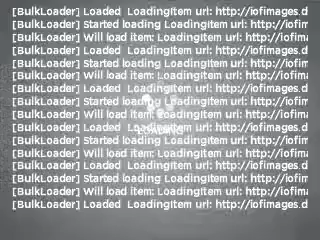 [BulkLoader] Loaded  LoadingItem url: http://iofimages.d
[BulkLoader] Started loading LoadingItem url: http://iofim
[BulkLoader] Will load item: LoadingItem url: http://iofima
[BulkLoader] Loaded  LoadingItem url: http://iofimages.d
[BulkLoader] Started loading LoadingItem url: http://iofim
[BulkLoader] Will load item: LoadingItem url: http://iofima
[BulkLoader] Loaded  LoadingItem url: http://iofimages.d
[BulkLoader] Started loading LoadingItem url: http://iofim
[BulkLoader] Will load item: LoadingItem url: http://iofima
[BulkLoader] Loaded  LoadingItem url: http://iofimages.d
[BulkLoader] Started loading LoadingItem url: http://iofim
[BulkLoader] Will load item: LoadingItem url: http://iofima
[BulkLoader] Loaded  LoadingItem url: http://iofimages.d
[BulkLoader] Started loading LoadingItem url: http://iofim
[BulkLoader] Will load item: LoadingItem url: http://iofima
[BulkLoader] Loaded  LoadingItem url: http://iofimages.d